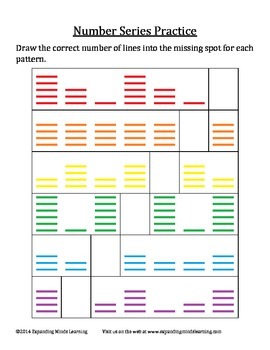 Number Series Practice
Draw the correct number of lines into the missing spot for each
pattern.
©2014 Expanding Minds Learning Visit us on the web at www.expandingmindslearning.com